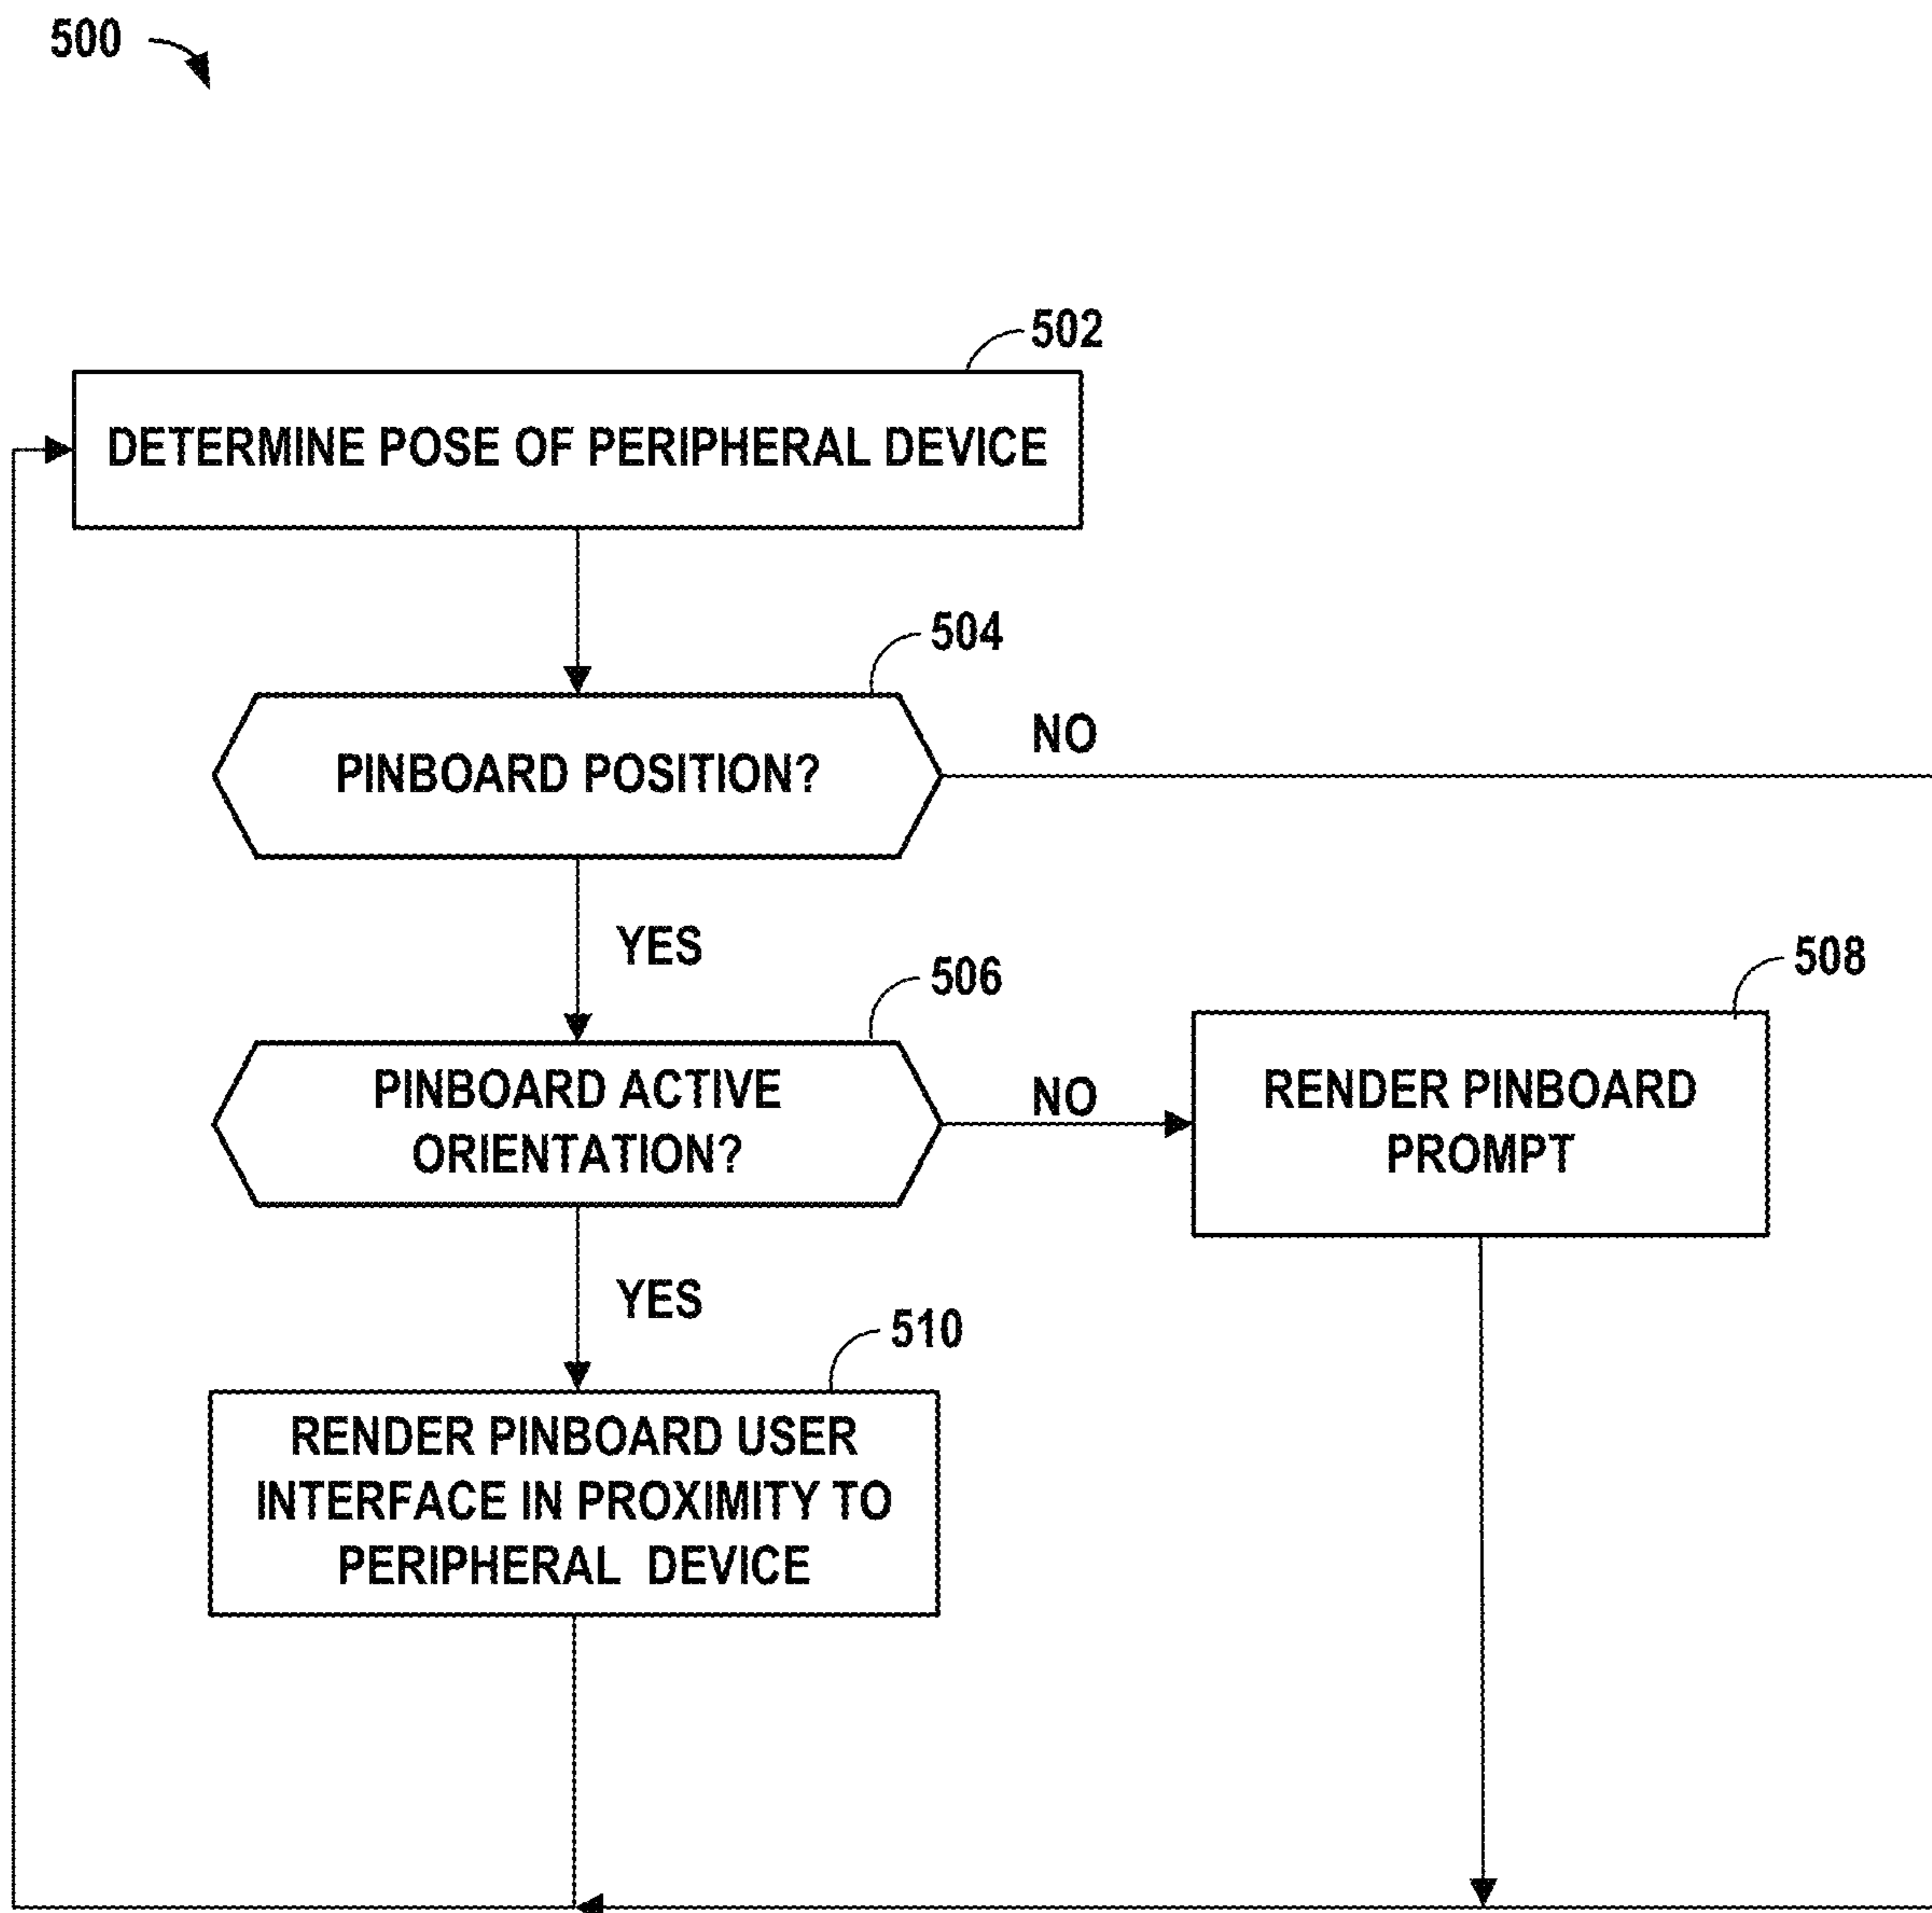 500
502
DETERMINE POSE OF PERIPHERAL DEVICE
504
PINBOARD POSITION?
NO
YES
506
PINBOARD ACTIVE
ORIENTATION?
NO
508
RENDER PINBOARD
PROMPT
YES
510
RENDER PINBOARD USER
INTERFACE IN PROXIMITY TO
PERIPHERAL DEVICE